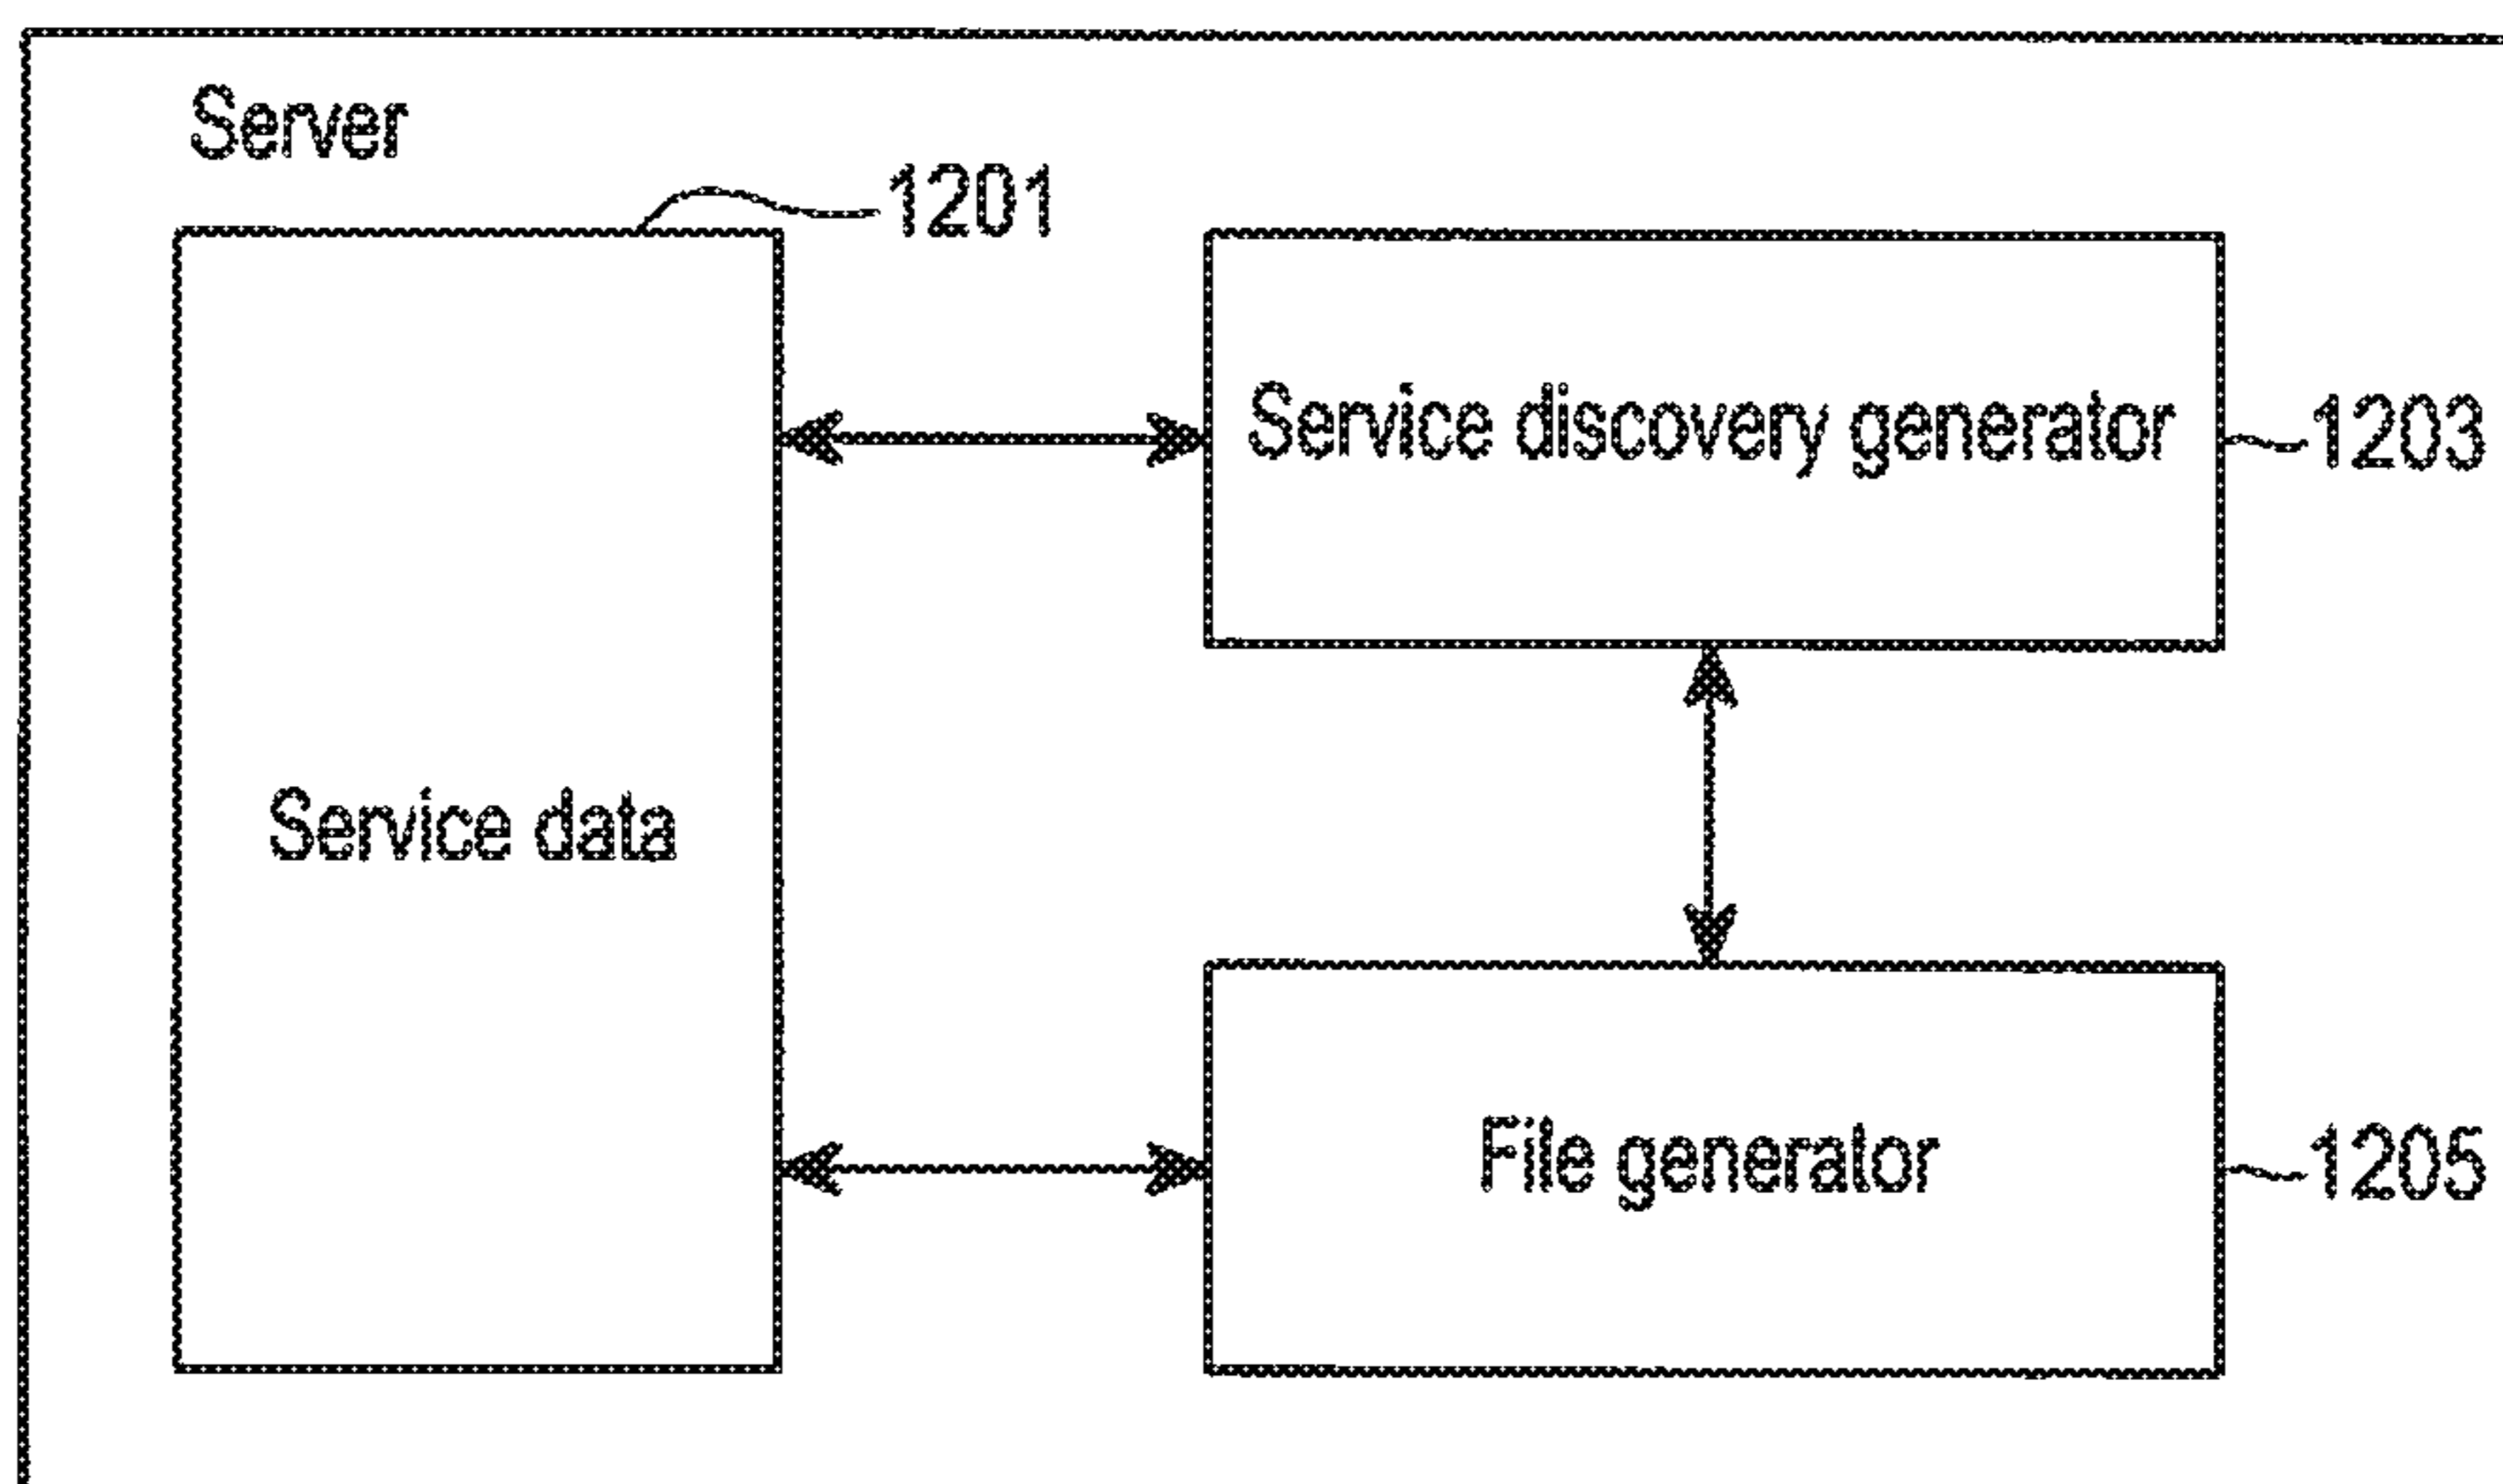 Server
1201
Service discovery generator
1203
Service data
File generator
1205